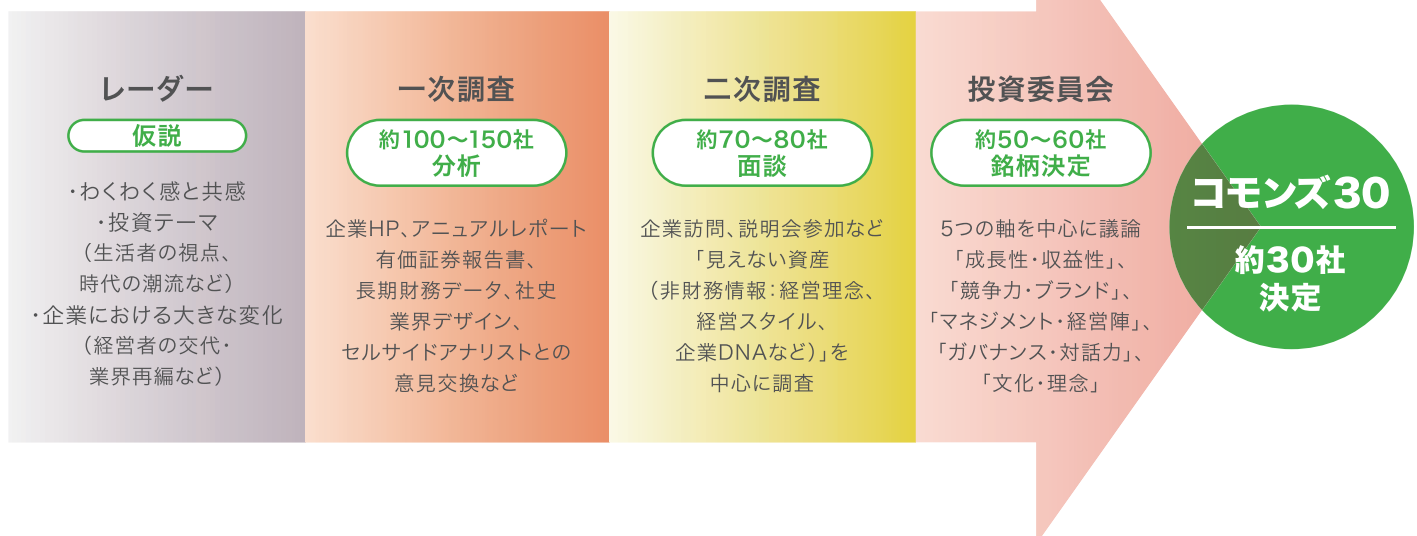 レーダー
仮説
・わくわく感と共感
・投資テーマ
（生活者の視点、
時代の潮流など）
・企業における大きな変化
（経営者の交代・
業界再編など）
一次調査
約100〜150社
分析
企業HP、アニュアルレポート
有価証券報告書、
長期財務データ、社史
業界デザイン、
セルサイドアナリストとの
意見交換など
二次調査
約70〜80社
面談
企業訪問、説明会参加など
「見えない資産
（非財務情報：経営理念、
経営スタイル、
企業DNAなど）」を
中心に調査
投資委員会
約50〜60社
銘柄決定
5つの軸を中心に議論
「成長性・収益性」、
「競争力・ブランド」、
「マネジメント・経営陣」、
「ガバナンス・対話力」、
「文化・理念」
コモンズ30
約30社
決定